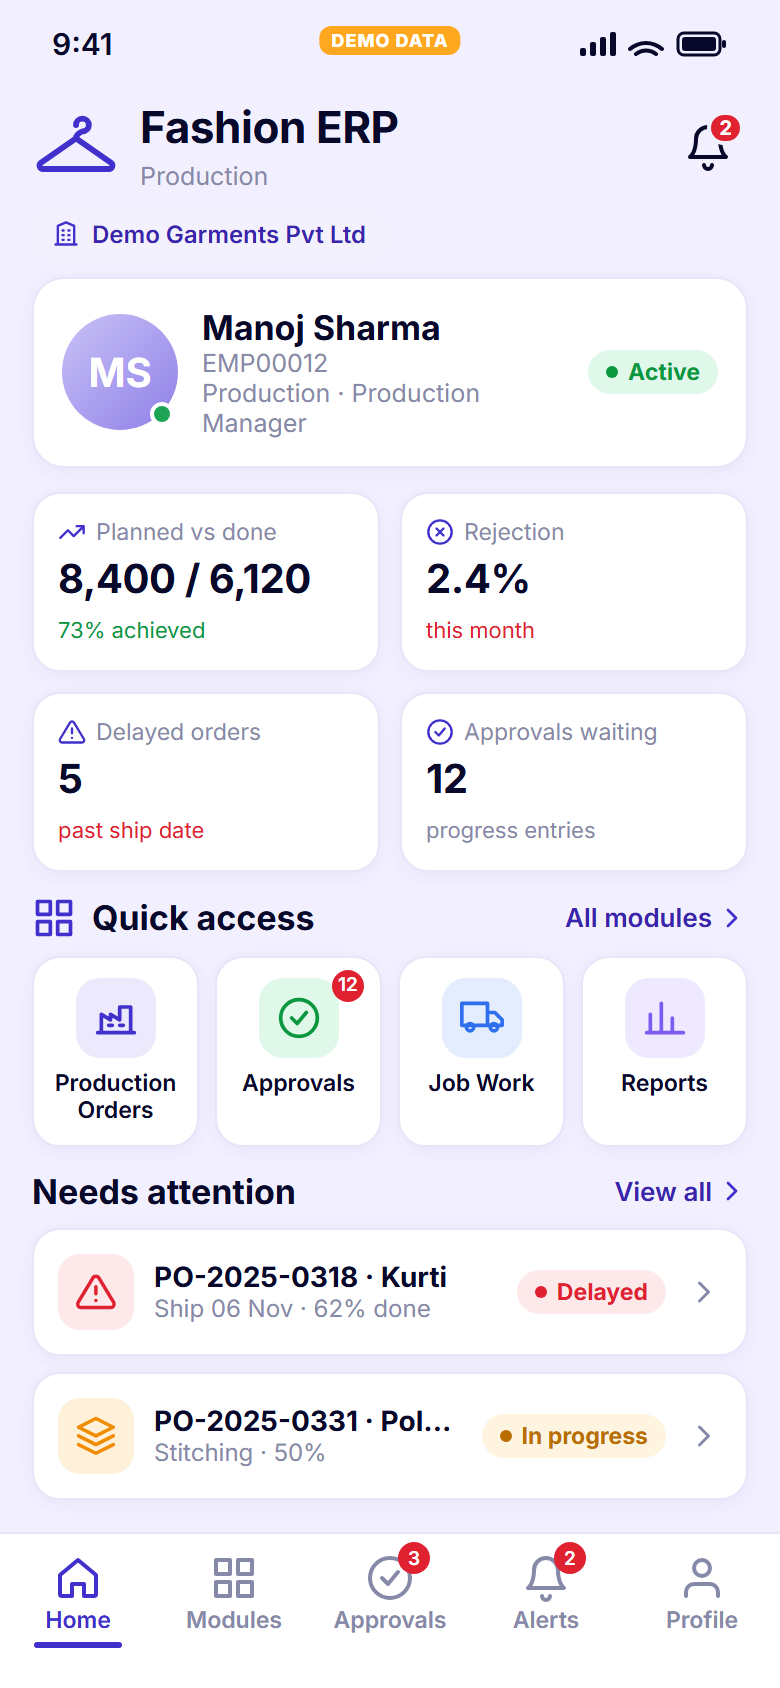 9:41
DEMO DATA
Fashion ERP
Production
2
Demo Garments Pvt Ltd
MS
Manoj Sharma
EMP00012
Production · Production
Manager
Active
Planned vs done
8,400 / 6,120
73% achieved
Rejection
2.4%
this month
Delayed orders
5
past ship date
Approvals waiting
12
progress entries
Quick access
All modules
Production
Orders
12
Approvals
Job Work
Reports
Needs attention
View all
PO-2025-0318 · Kurti
Ship 06 Nov · 62% done
Delayed
PO-2025-0331 · Pol...
Stitching · 50%
In progress
Home
Modules
3
Approvals
2
Alerts
Profile